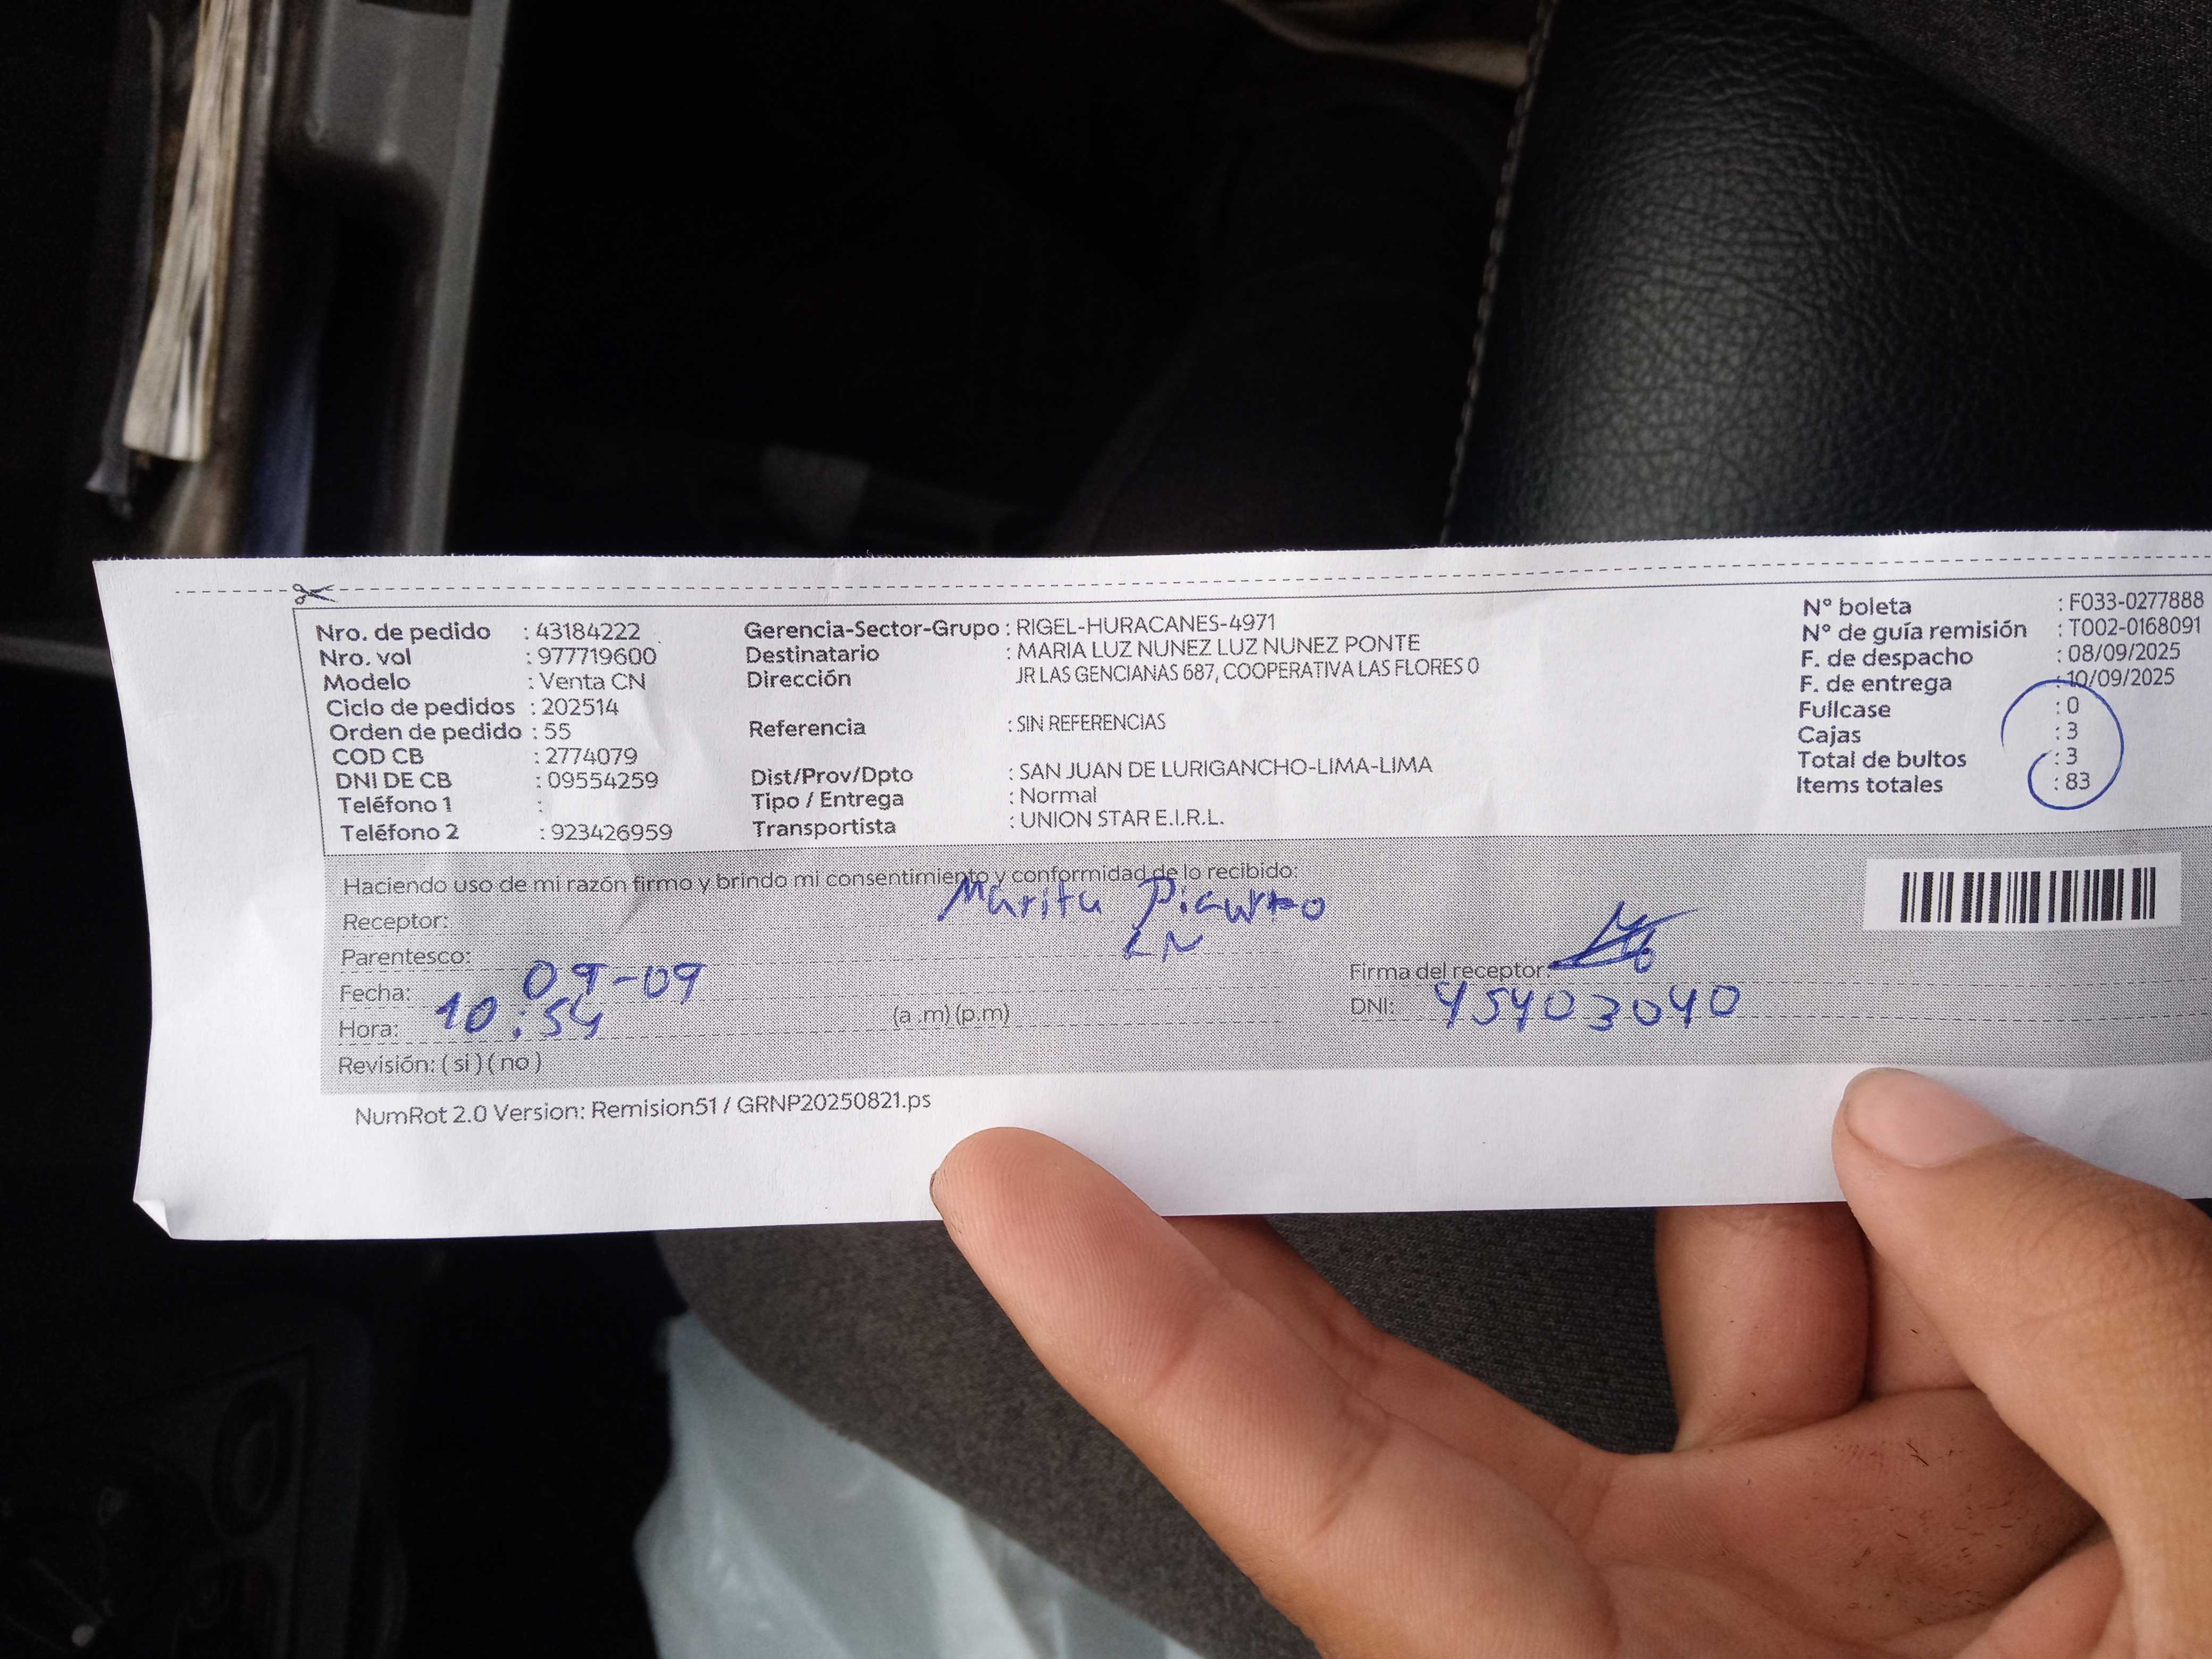 Nro. de pedido : 43184222
Nro. vol : 977719600
Modelo : Venta CN
Ciclo de pedidos : 202514
Orden de pedido : 55
COD CB : 2774079
DNI DE CB : 09554259
Teléfono 1 :
Teléfono 2 : 923426959
Gerencia-Sector-Grupo : RIGEL-HURACANES-4971
Destinatario : MARIA LUZ NUNEZ LUZ NUNEZ PONTE
Dirección JR LAS GENCIANAS 687, COOPERATIVA LAS FLORES 0
Referencia : SIN REFERENCIAS
Dist/Prov/Dpto : SAN JUAN DE LURIGANCHO-LIMA-LIMA
Tipo / Entrega : Normal
Transportista : UNION STAR E.I.R.L.
N° boleta : F033-0277888
N° de guía remisión : T002-0168091
F. de despacho : 08/09/2025
F. de entrega : 10/09/2025
Fullcase : 0
Cajas : 3
Total de bultos : 3
Items totales : 83
Haciendo uso de mi razón firmo y brindo mi consentimiento y conformidad de lo recibido:
Receptor: Maritu
Parentesco: LN
Firma del receptor:
Fecha: 09-09
DNI: 45403040
Hora: 10:54 (a .m) (p.m)
Revisión: ( si ) ( no )
NumRot 2.0 Version: Remision51 / GRNP20250821.ps